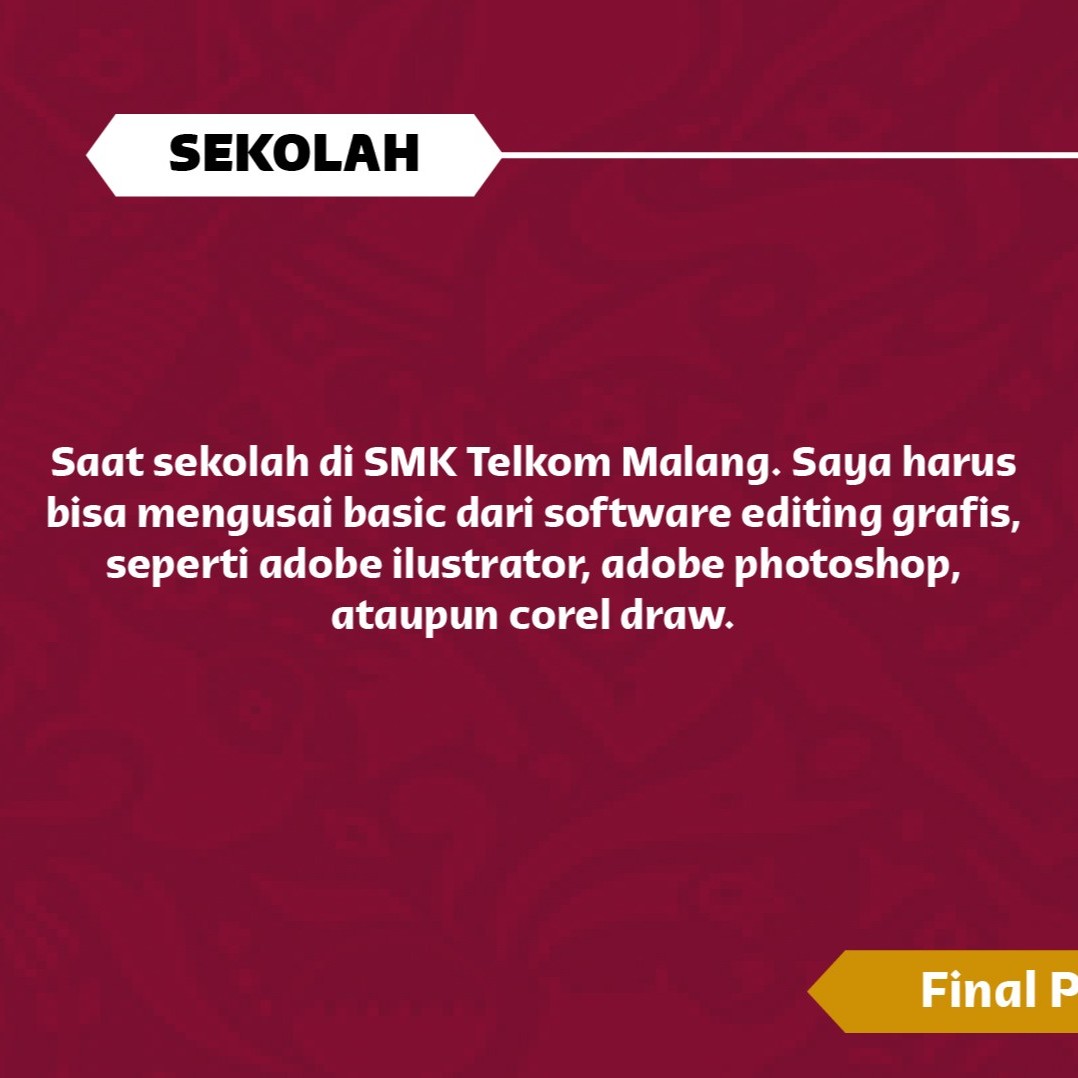 SEKOLAH
Saat sekolah di SMK Telkom Malang. Saya harus
bisa mengusai basic dari software editing grafis,
seperti adobe ilustrator, adobe photoshop,
ataupun corel draw.
Final P